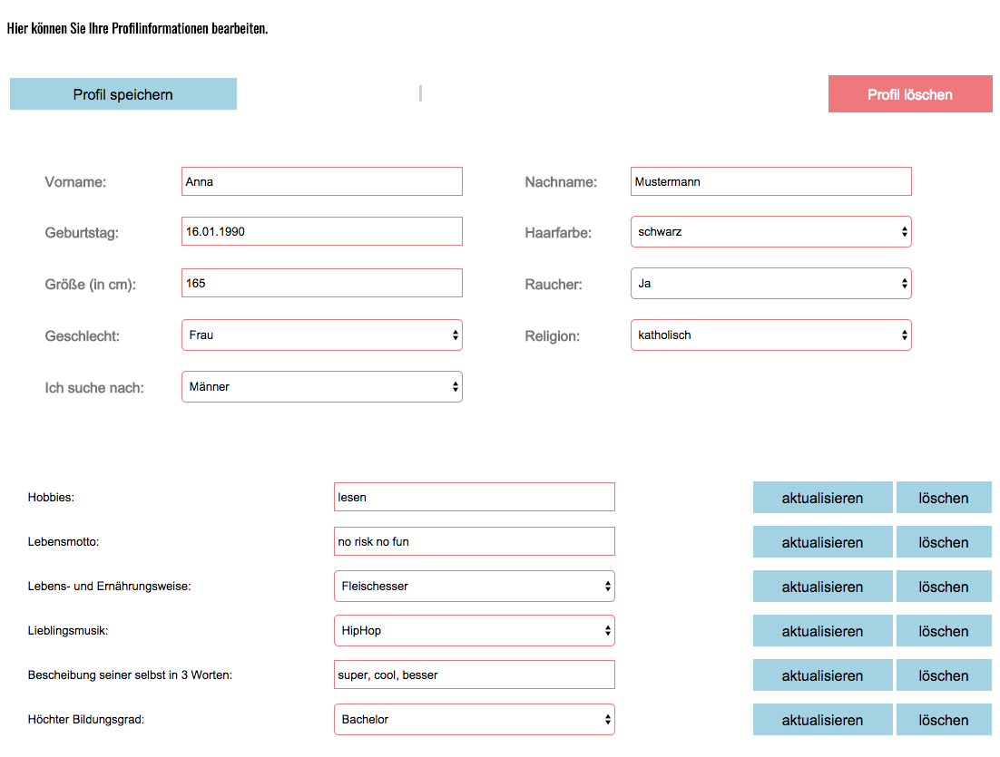 Hier können Sie Ihre Profilinformationen bearbeiten.
Profil speichern
Profil löschen
Vorname: Anna Nachname: Mustermann
Geburtstag: 16.01.1990 Haarfarbe: schwarz
Größe (in cm): 165 Raucher: Ja
Geschlecht: Frau Religion: katholisch
Ich suche nach: Männer
Hobbies: lesen aktualisieren löschen
Lebensmotto: no risk no fun aktualisieren löschen
Lebens- und Ernährungsweise: Fleischesser aktualisieren löschen
Lieblingsmusik: HipHop aktualisieren löschen
Bescheibung seiner selbst in 3 Worten: super, cool, besser aktualisieren löschen
Höchter Bildungsgrad: Bachelor aktualisieren löschen